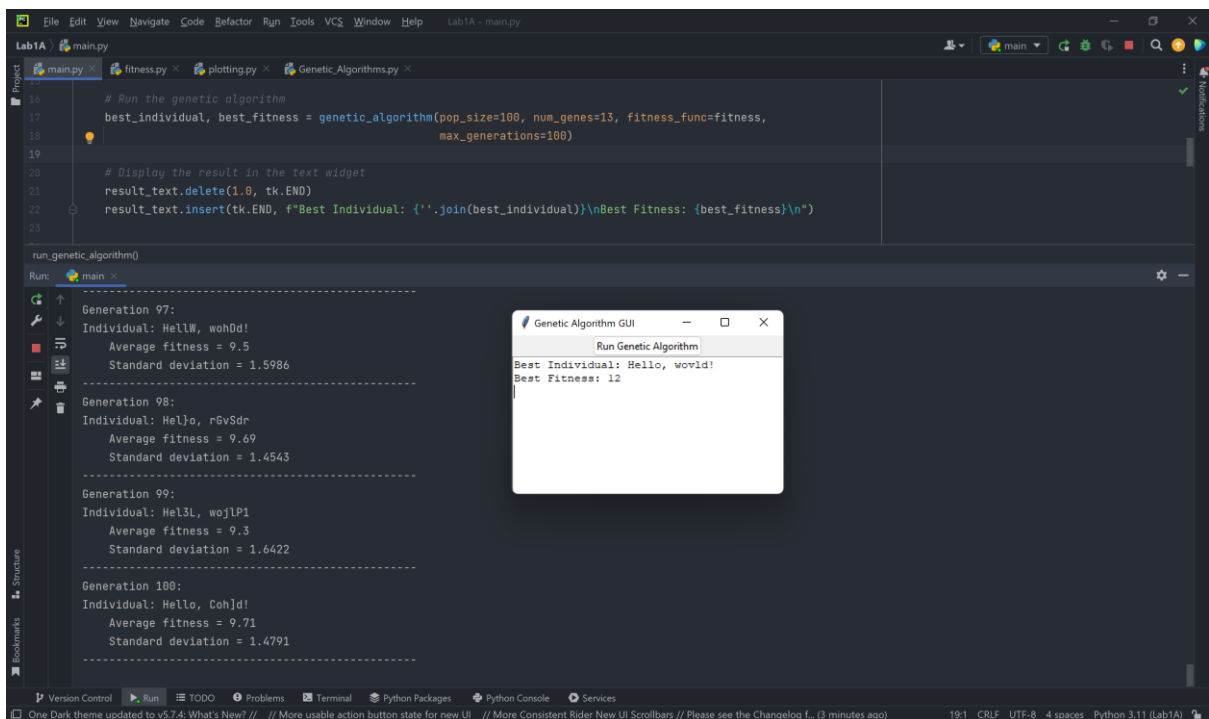 File Edit View Navigate Code Refactor Run Tools VCS Window Help Lab1A - main.py
Lab1A main.py
main
main.py fitness.py plotting.py Genetic_Algorithms.py
Project
Notifications
15
16 # Run the genetic algorithm
17 best_individual, best_fitness = genetic_algorithm(pop_size=100, num_genes=13, fitness_func=fitness,
18 max_generations=100)
19
20 # Display the result in the text widget
21 result_text.delete(1.0, tk.END)
22 result_text.insert(tk.END, f"Best Individual: {''.join(best_individual)}\nBest Fitness: {best_fitness}\n")
23
run_genetic_algorithm()
Run: main
--------------------------------------------------
Generation 97:
Individual: HellW, wohDd!
Average fitness = 9.5
Standard deviation = 1.5986
--------------------------------------------------
Generation 98:
Individual: Hel}o, rGvSdr
Average fitness = 9.69
Standard deviation = 1.4543
--------------------------------------------------
Generation 99:
Individual: Hel3L, wojlP1
Average fitness = 9.3
Standard deviation = 1.6422
--------------------------------------------------
Generation 100:
Individual: Hello, Coh]d!
Average fitness = 9.71
Standard deviation = 1.4791
--------------------------------------------------
Genetic Algorithm GUI
Run Genetic Algorithm
Best Individual: Hello, wovld!
Best Fitness: 12
Structure
Bookmarks
Version Control Run TODO Problems Terminal Python Packages Python Console Services
One Dark theme updated to v5.7.4: What's New? // // More usable action button state for new UI // More Consistent Rider New UI Scrollbars // Please see the Changelog f... (3 minutes ago) 19:1 CRLF UTF-8 4 spaces Python 3.11 (Lab1A)